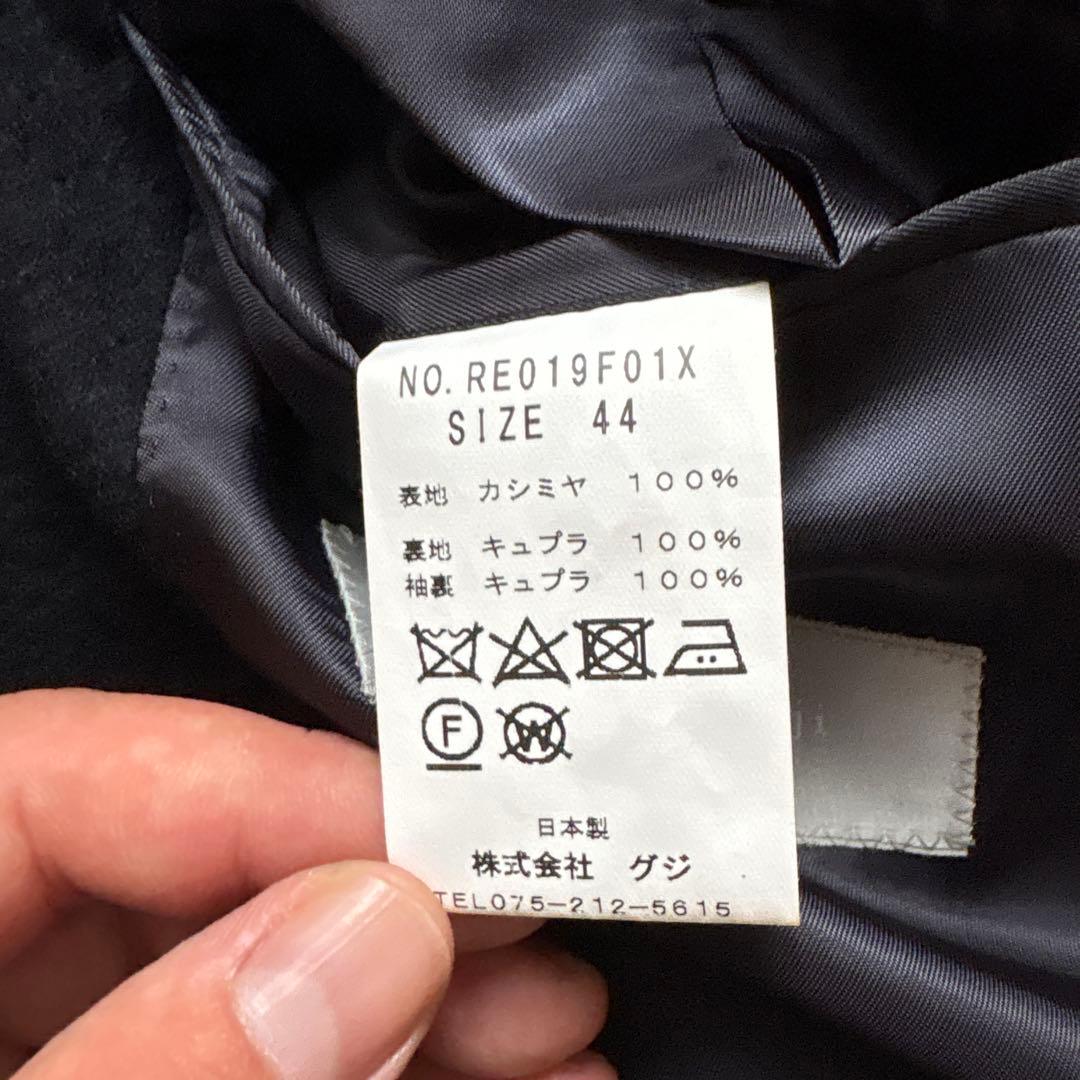 NO. RE019F01X
SIZE 44
表地 カシミヤ 100%
裏地 キュプラ 100%
袖裏 キュプラ 100%
F W
日本製
株式会社 グジ
TEL075-212-5615